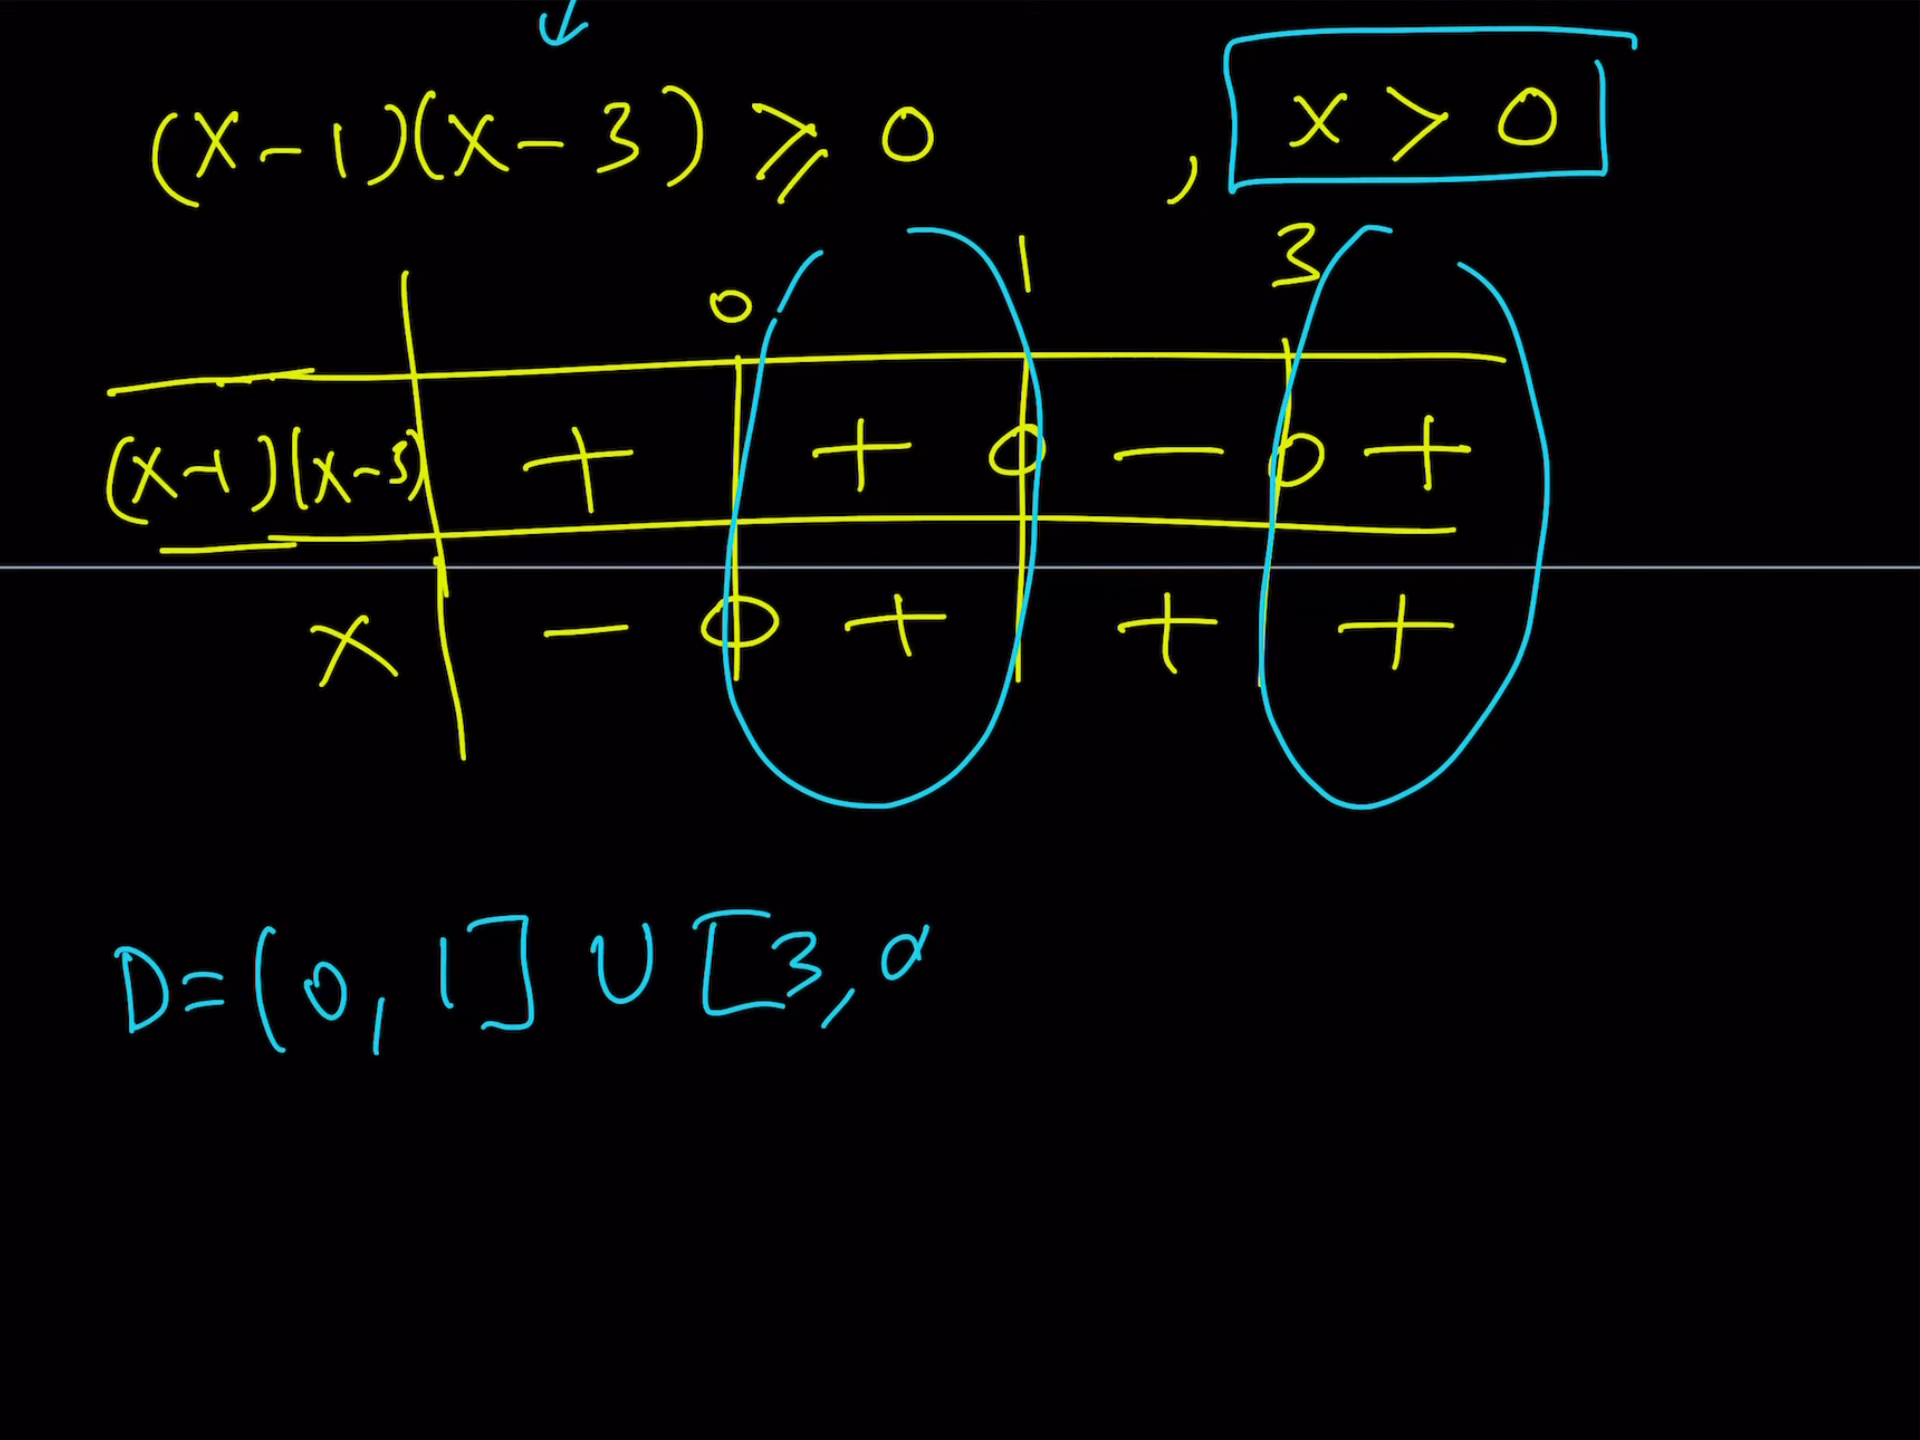 (x-1)(x-3) ⩾ 0 , x > 0
0 1 3
(x-1)(x-3) + + 0 - 0 +
x - 0 + + +
D=(0,1] ∪ [3,